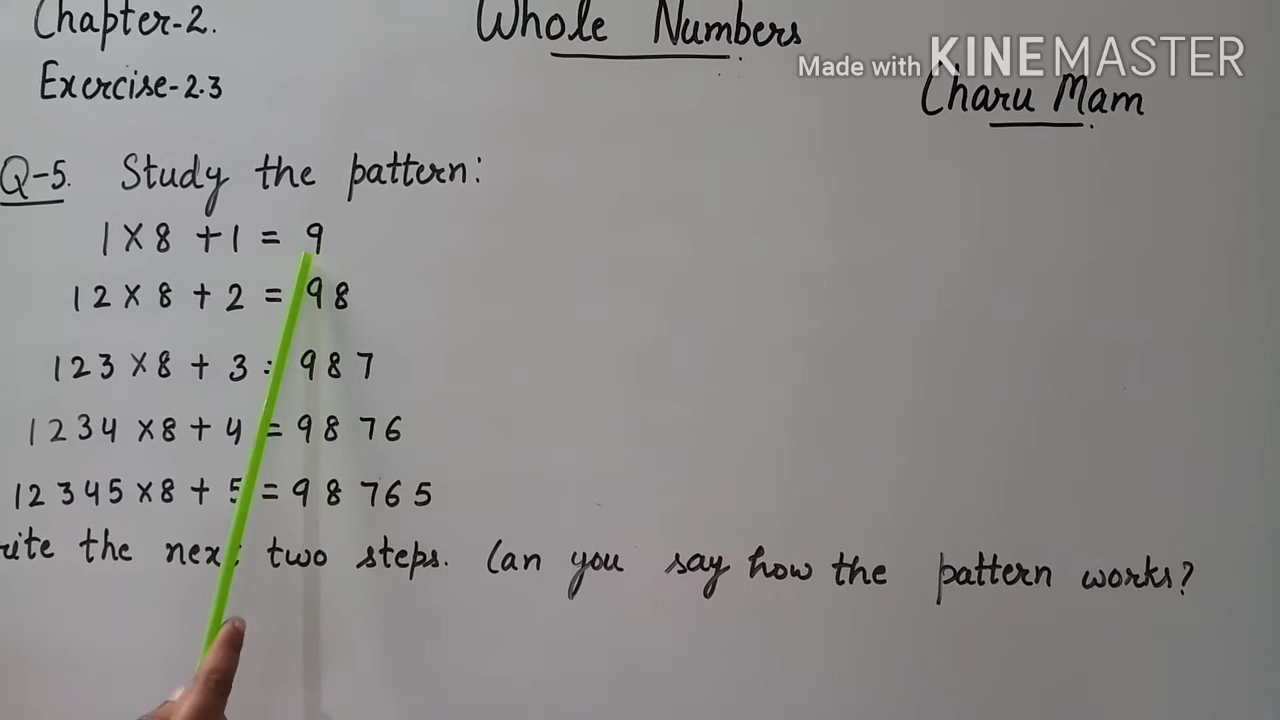 Chapter-2.
Whole Numbers
Made with KINEMASTER
Exercise-2.3
Charu Mam
Q-5. Study the pattern:
1 × 8 + 1 = 9
12 × 8 + 2 = 98
123 × 8 + 3 = 987
1234 × 8 + 4 = 9876
12345 × 8 + 5 = 98765
rite the next two steps. Can you say how the pattern works?